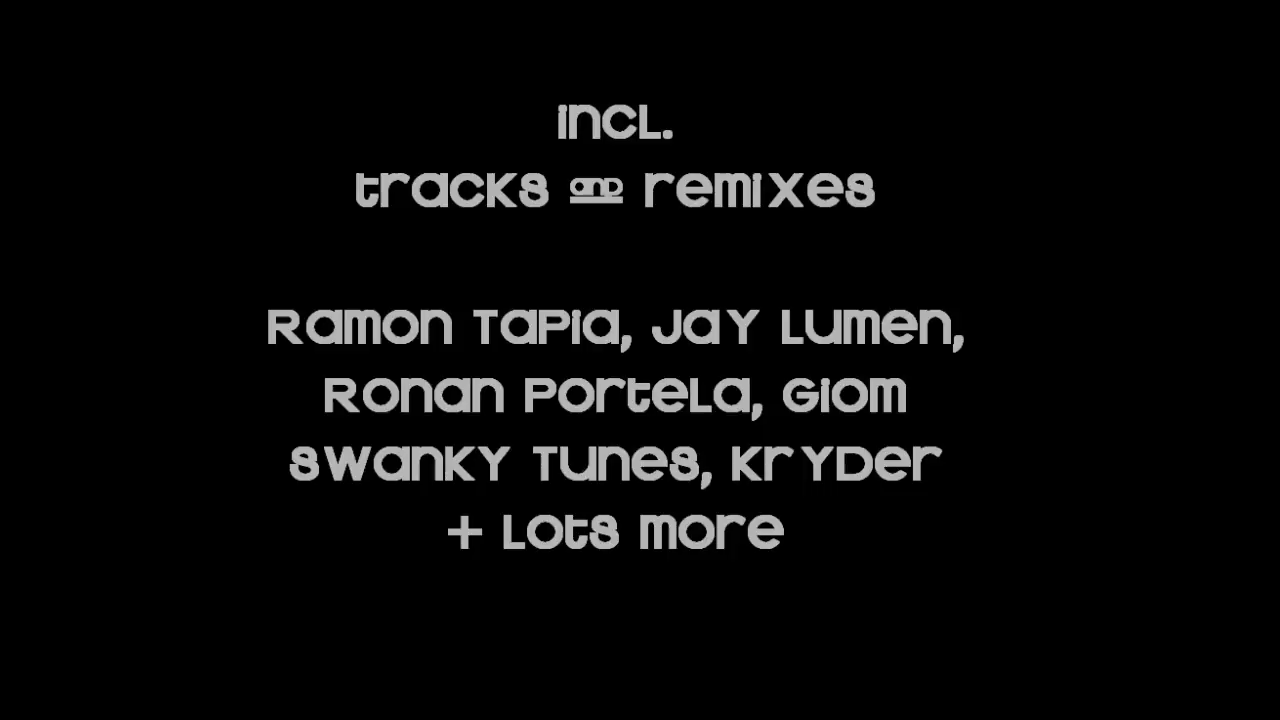 incl.
tracks and remixes
Ramon Tapia, Jay Lumen,
Ronan Portela, Giom
Swanky Tunes, Kryder
+ Lots more